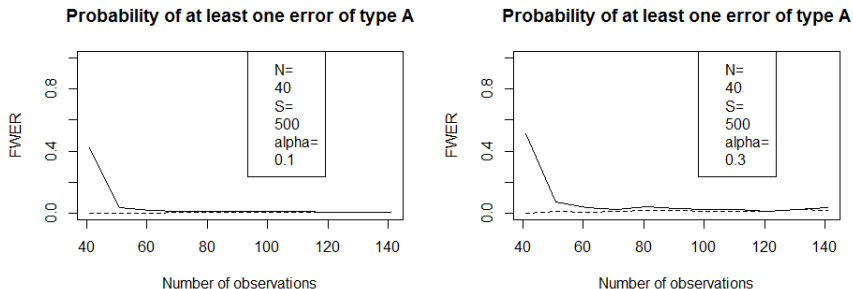 Probability of at least one error of type A
FWER
0.0
0.4
0.8
N=
40
S=
500
alpha=
0.1
40
60
80
100
120
140
Number of observations
Probability of at least one error of type A
FWER
0.0
0.4
0.8
N=
40
S=
500
alpha=
0.3
40
60
80
100
120
140
Number of observations